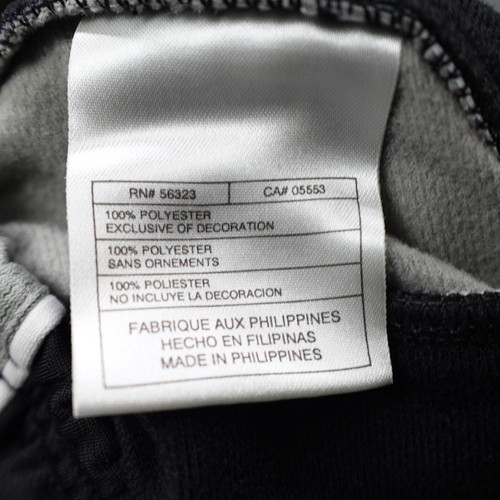 RN# 56323 CA# 05553
100% POLYESTER
EXCLUSIVE OF DECORATION
100% POLYESTER
SANS ORNEMENTS
100% POLIESTER
NO INCLUYE LA DECORACION
FABRIQUE AUX PHILIPPINES
HECHO EN FILIPINAS
MADE IN PHILIPPINES